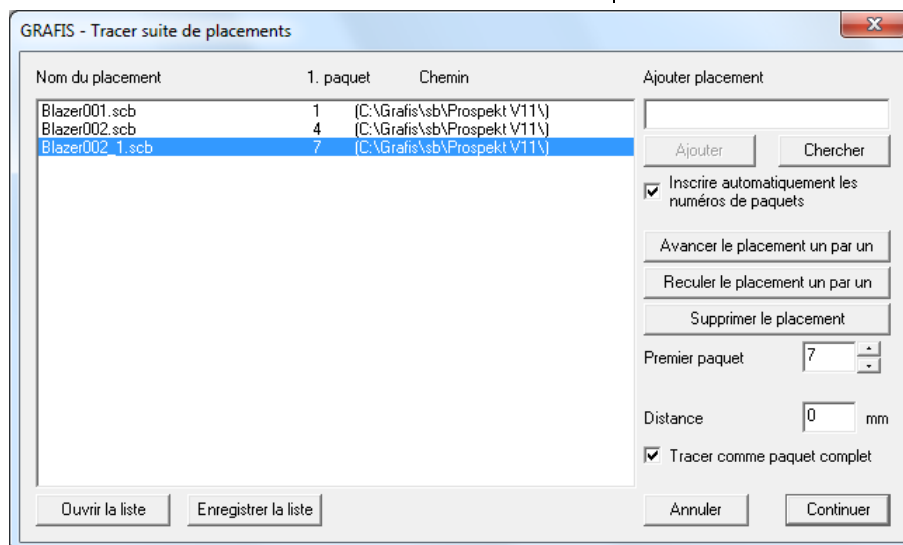 GRAFIS - Tracer suite de placements
Nom du placement 1. paquet Chemin
Blazer001.scb 1 (C:\Grafis\sb\Prospekt V11\)
Blazer002.scb 4 (C:\Grafis\sb\Prospekt V11\)
Blazer002_1.scb 7 (C:\Grafis\sb\Prospekt V11\)
Ajouter placement
Ajouter Chercher
Inscrire automatiquement les
numéros de paquets
Avancer le placement un par un
Reculer le placement un par un
Supprimer le placement
Premier paquet 7
Distance 0 mm
Tracer comme paquet complet
Ouvrir la liste Enregistrer la liste Annuler Continuer